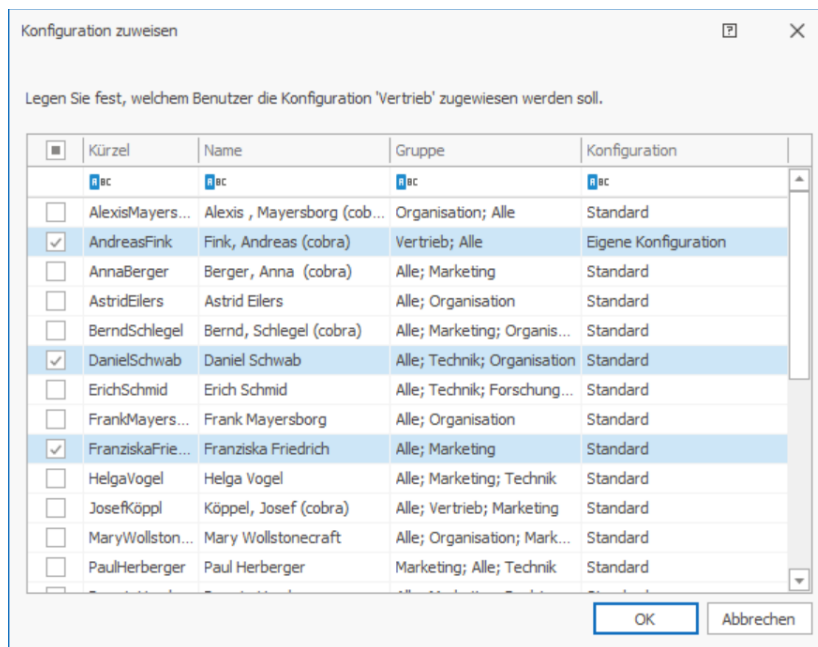 Konfiguration zuweisen
Legen Sie fest, welchem Benutzer die Konfiguration 'Vertrieb' zugewiesen werden soll.
Kürzel Name Gruppe Konfiguration
ABC ABC ABC ABC
AlexisMayers... Alexis , Mayersborg (cob... Organisation; Alle Standard
AndreasFink Fink, Andreas (cobra) Vertrieb; Alle Eigene Konfiguration
AnnaBerger Berger, Anna (cobra) Alle; Marketing Standard
AstridEilers Astrid Eilers Alle; Organisation Standard
BerndSchlegel Bernd, Schlegel (cobra) Alle; Marketing; Organis... Standard
DanielSchwab Daniel Schwab Alle; Technik; Organisation Standard
ErichSchmid Erich Schmid Alle; Technik; Forschung... Standard
FrankMayers... Frank Mayersborg Alle; Organisation Standard
FranziskaFrie... Franziska Friedrich Alle; Marketing Standard
HelgaVogel Helga Vogel Alle; Marketing; Technik Standard
JosefKöppl Köppel, Josef (cobra) Alle; Vertrieb; Marketing Standard
MaryWollston... Mary Wollstonecraft Alle; Organisation; Mark... Standard
PaulHerberger Paul Herberger Marketing; Alle; Technik Standard
OK Abbrechen